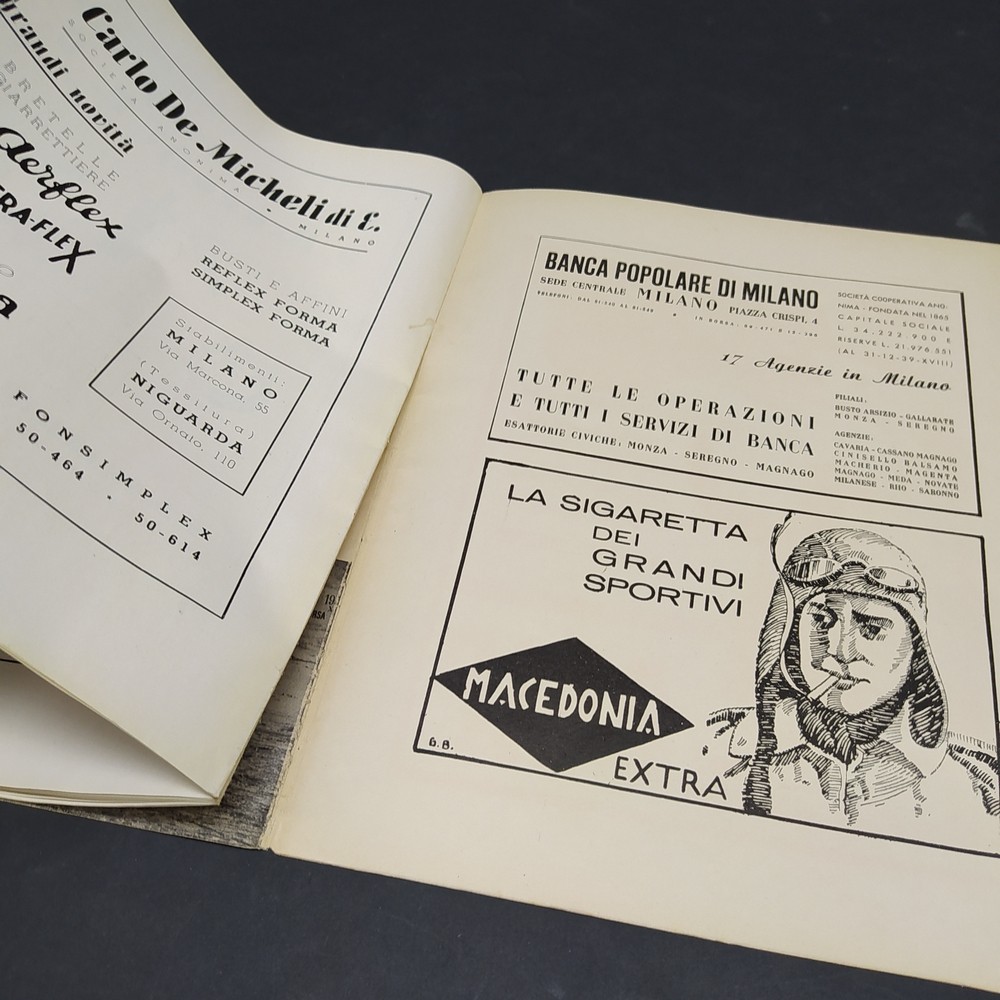 Carlo De Micheli di E.
SOCIETÀ ANONIMA - MILANO
Grandi novità
BRETELLE
GIARRETTIERE
Aerflex
BUSTI E AFFINI
REFLEX FORMA
SIMPLEX FORMA
Stabilimenti:
MILANO
Via Marcona, 55
(Tessitura)
NIGUARDA
Via Ornato, 110
FONSIMPLEX
50-464 - 50-614
BANCA POPOLARE DI MILANO
SEDE CENTRALE MILANO PIAZZA CRISPI, 4
SOCIETÀ COOPERATIVA ANO-
NIMA - FONDATA NEL 1865
CAPITALE SOCIALE
L. 34.222.900 E
RISERVE L. 21.976.551
(AL 31-12-39-XVIII)
17 Agenzie in Milano
TUTTE LE OPERAZIONI
E TUTTI I SERVIZI DI BANCA
ESATTORIE CIVICHE: MONZA - SEREGNO - MAGNAGO
FILIALI:
BUSTO ARSIZIO - GALLARATE
MONZA - SEREGNO
AGENZIE:
CAVARIA - CASSANO MAGNAGO
CINISELLO BALSAMO
MACHERIO - MAGENTA
MAGNAGO - MEDA - NOVATE
MILANESE - RHO - SARONNO
LA SIGARETTA
DEI
GRANDI
SPORTIVI
MACEDONIA
EXTRA
G.B.